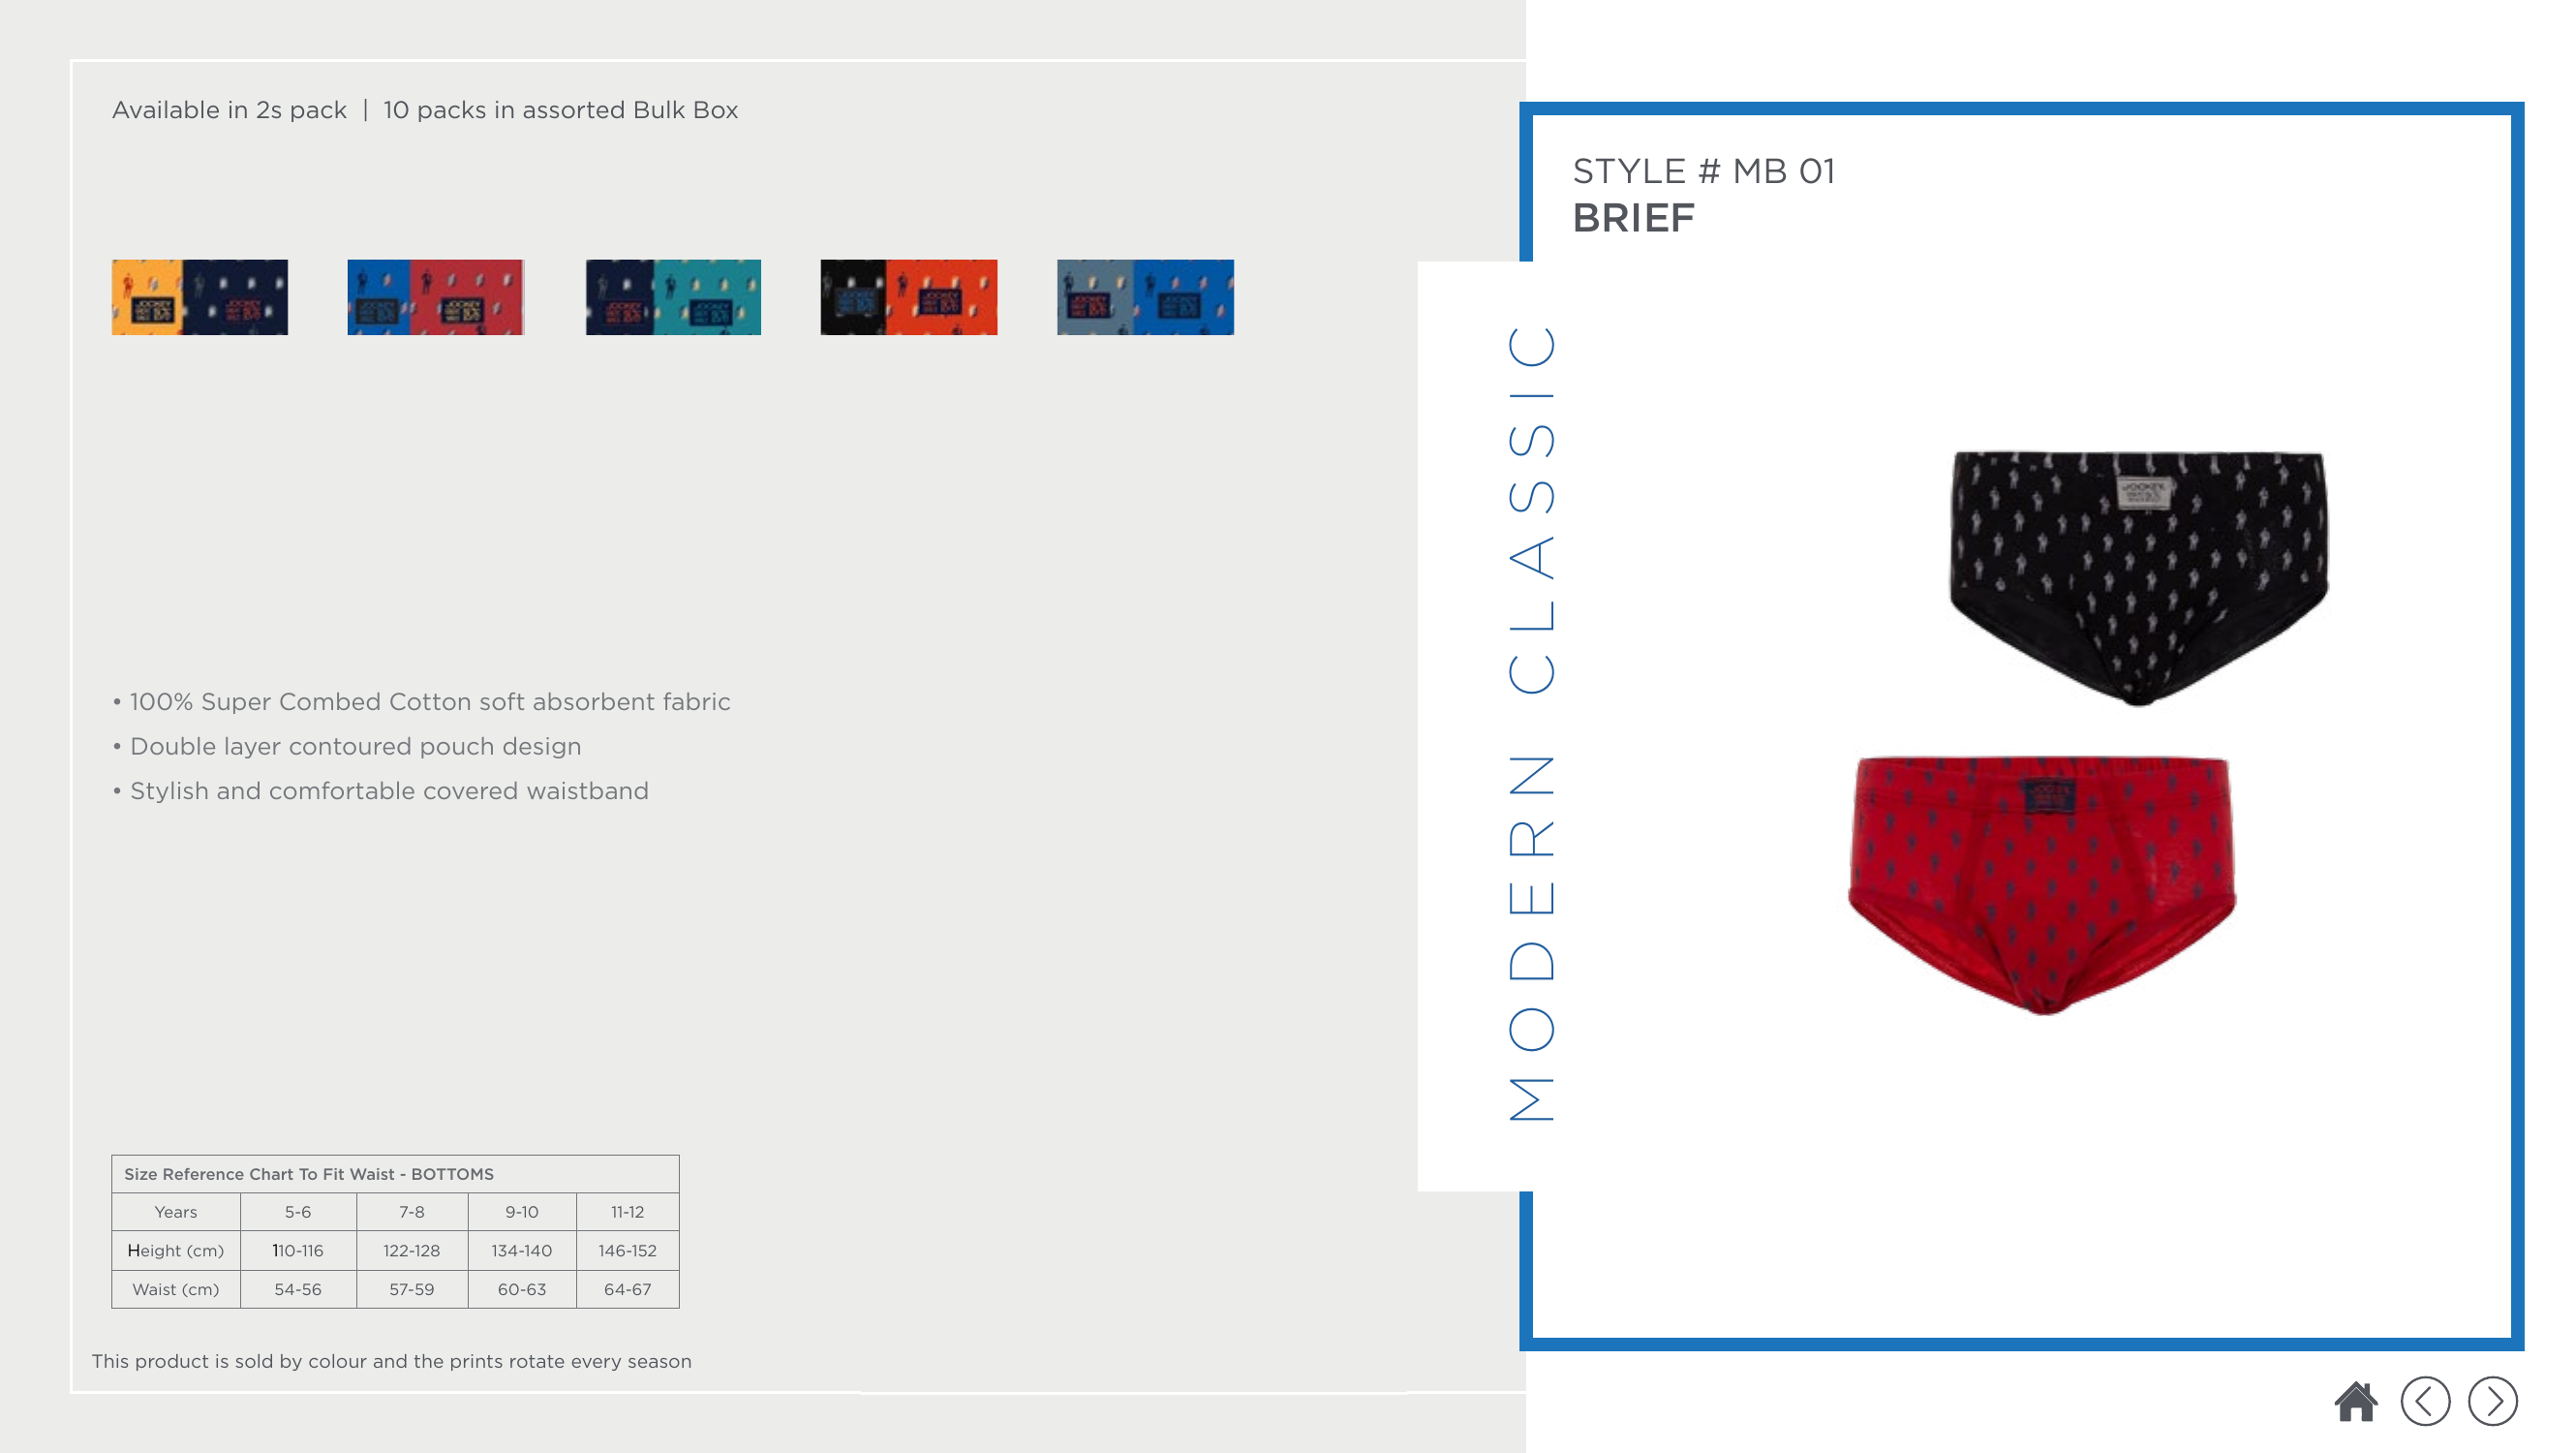 Available in 2s pack | 10 packs in assorted Bulk Box
• 100% Super Combed Cotton soft absorbent fabric
• Double layer contoured pouch design
• Stylish and comfortable covered waistband
Size Reference Chart To Fit Waist - BOTTOMS
Years 5-6 7-8 9-10 11-12
Height (cm) 110-116 122-128 134-140 146-152
Waist (cm) 54-56 57-59 60-63 64-67
This product is sold by colour and the prints rotate every season
MODERN CLASSIC
STYLE # MB 01
BRIEF
JOCKEY
JOCKEY